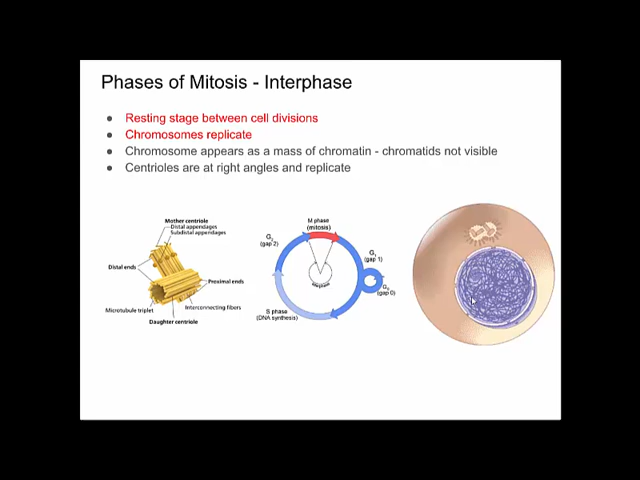 Phases of Mitosis - Interphase
● Resting stage between cell divisions
● Chromosomes replicate
● Chromosome appears as a mass of chromatin - chromatids not visible
● Centrioles are at right angles and replicate
Mother centriole
Distal appendages
Subdistal appendages
Distal ends
Proximal ends
Microtubule triplet
Interconnecting fibers
Daughter centriole
M phase
(mitosis)
G2
(gap 2)
G1
(gap 1)
G0
(gap 0)
S phase
(DNA synthesis)